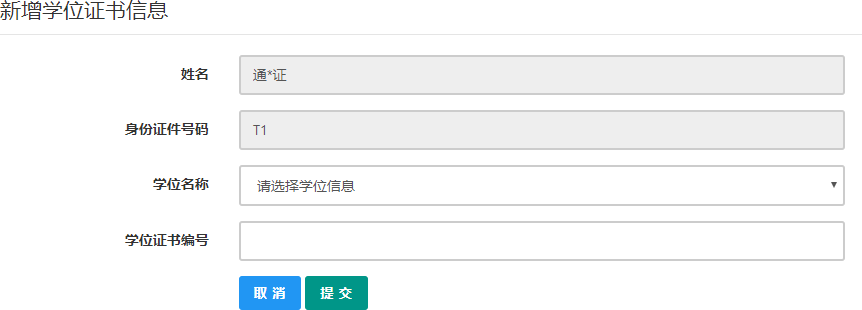 新增学位证书信息
姓名 通*证
身份证件号码 T1
学位名称 请选择学位信息
学位证书编号
取 消 提 交